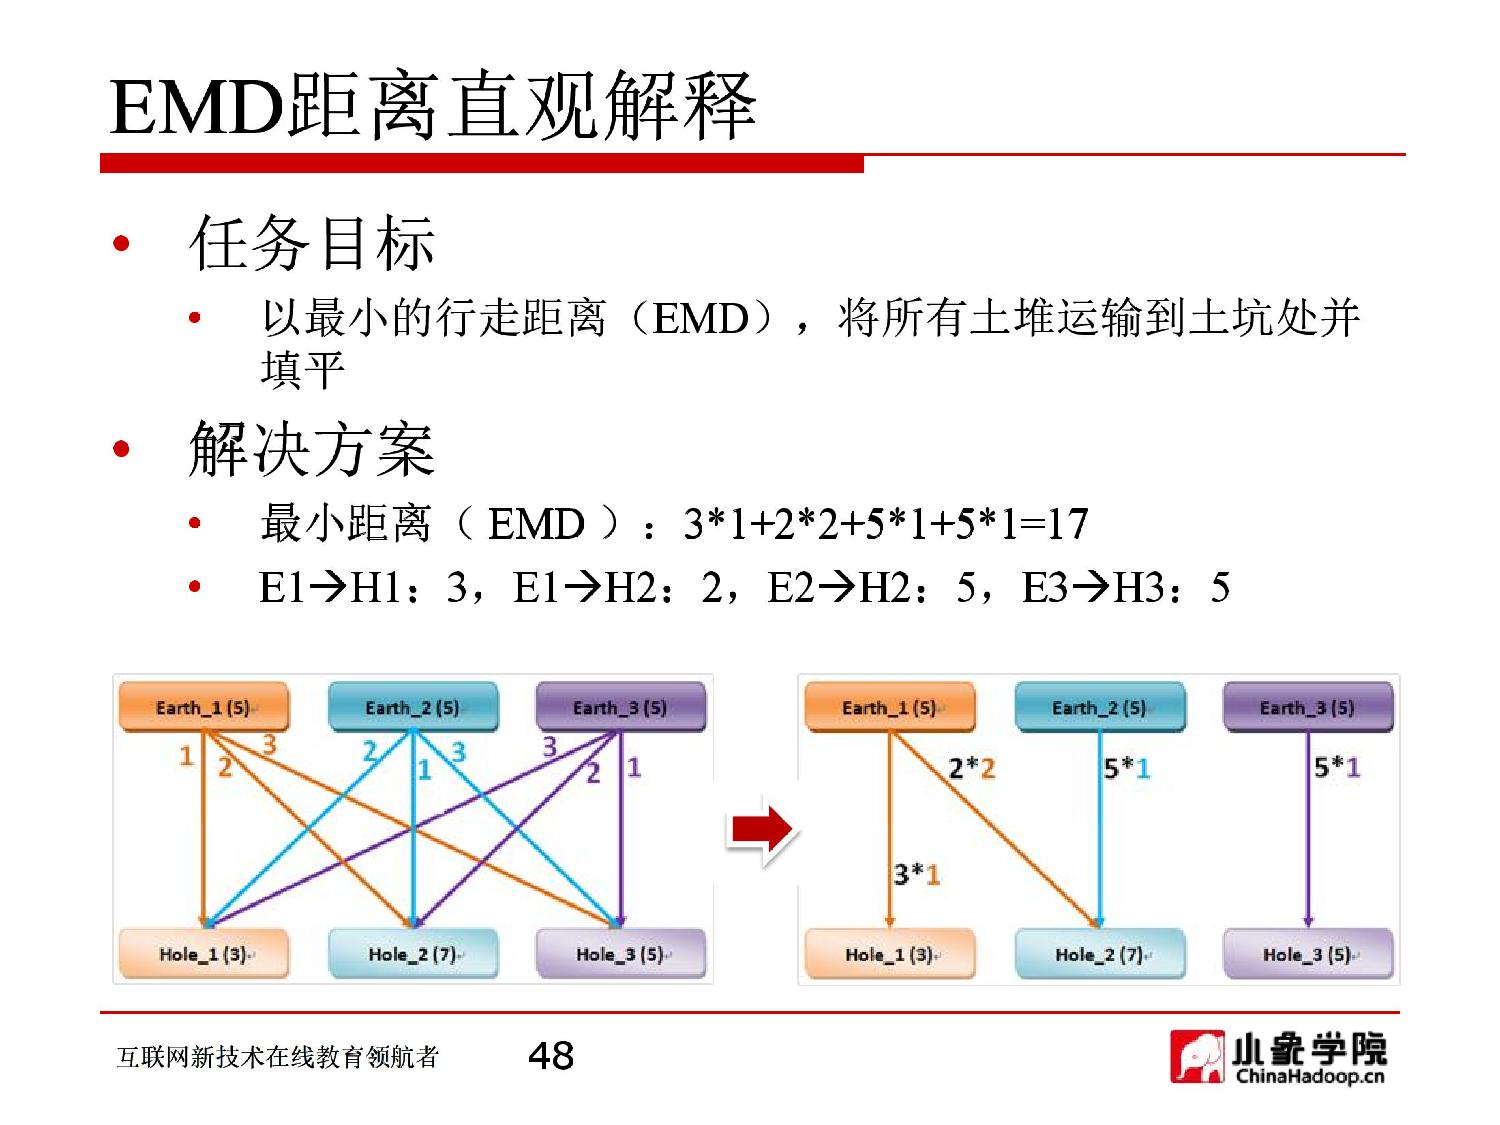 EMD距离直观解释
• 任务目标
• 以最小的行走距离（EMD），将所有土堆运输到土坑处并
填平
• 解决方案
• 最小距离（ EMD ）：3*1+2*2+5*1+5*1=17
• E1→H1：3，E1→H2：2，E2→H2：5，E3→H3：5
Earth_1 (5) Earth_2 (5) Earth_3 (5)
1 2 3 2 1 3 3 2 1
Hole_1 (3) Hole_2 (7) Hole_3 (5)
Earth_1 (5) Earth_2 (5) Earth_3 (5)
2*2 5*1 5*1
3*1
Hole_1 (3) Hole_2 (7) Hole_3 (5)
互联网新技术在线教育领航者
48
小象学院
ChinaHadoop.cn